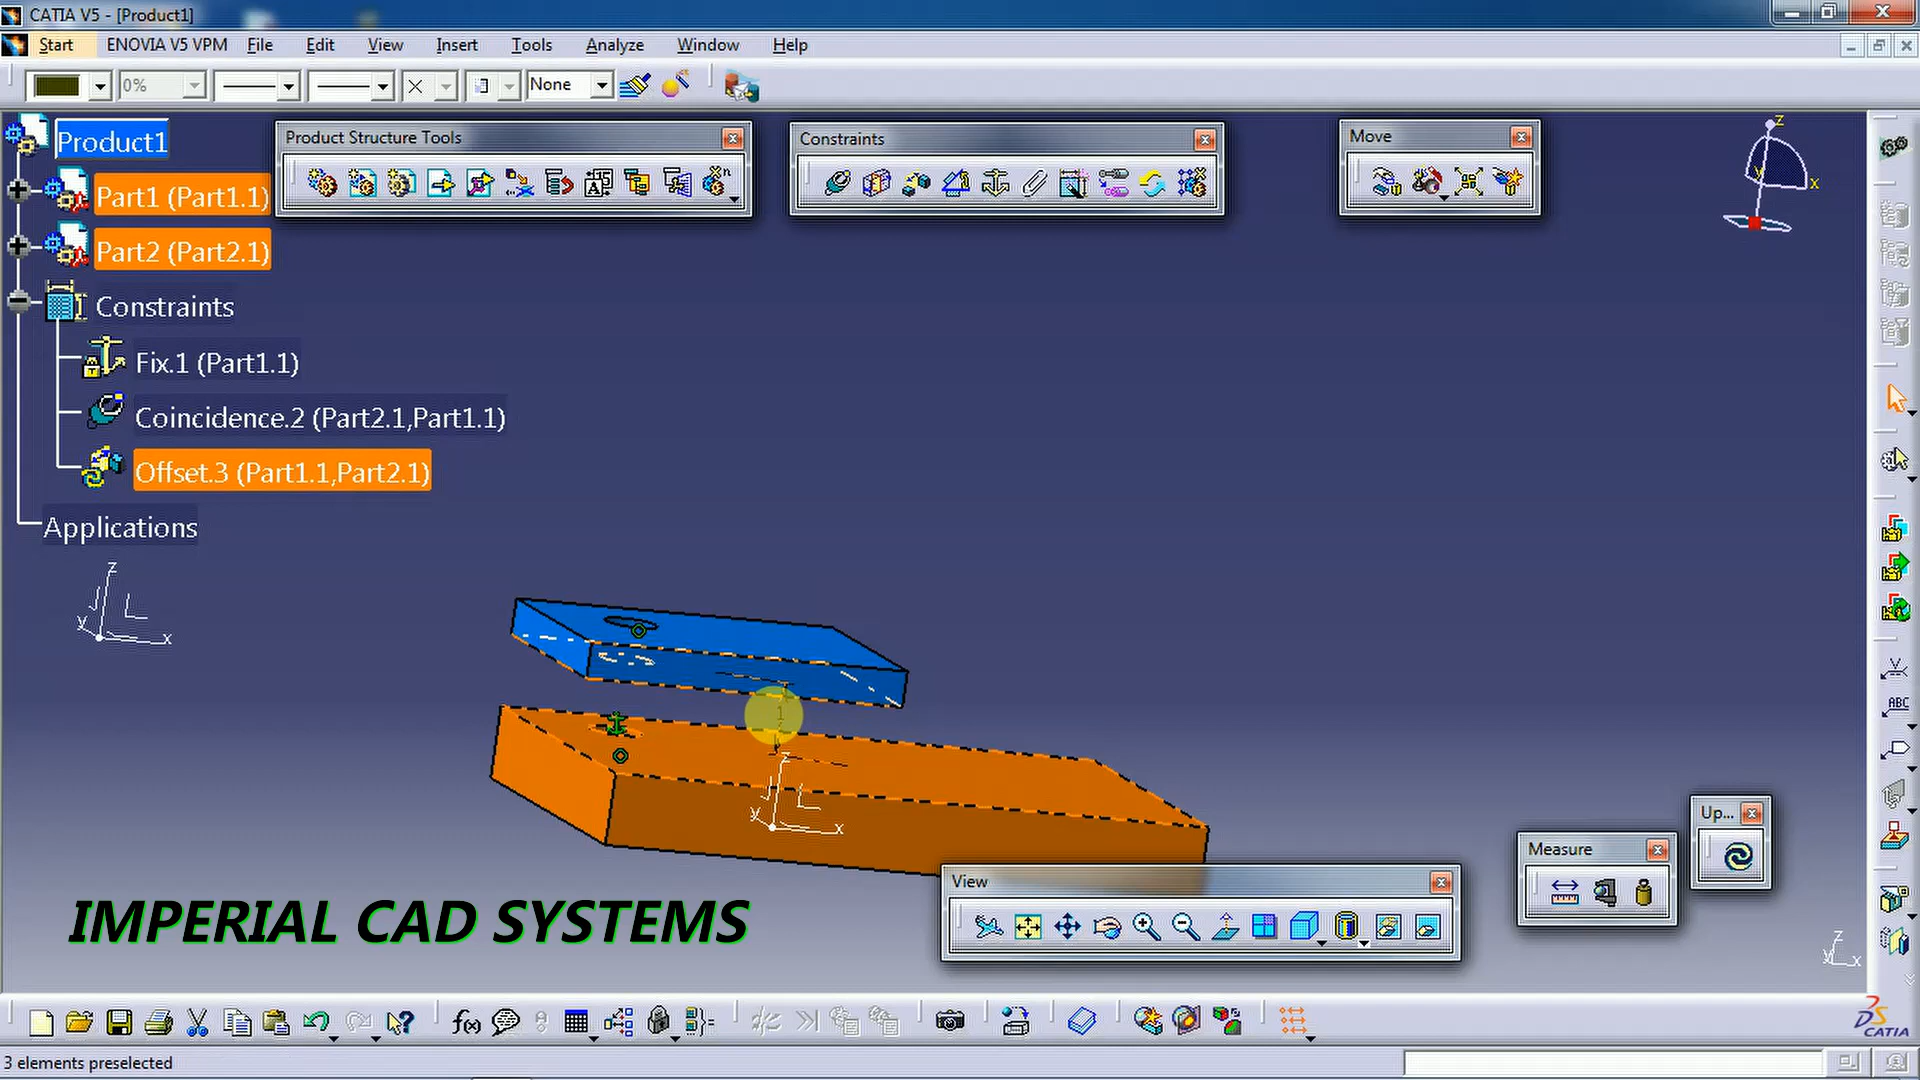 CATIA V5 - [Product1]
Start ENOVIA V5 VPM File Edit View Insert Tools Analyze Window Help
0% None
Product1
Part1 (Part1.1)
Part2 (Part2.1)
Constraints
Fix.1 (Part1.1)
Coincidence.2 (Part2.1,Part1.1)
Offset.3 (Part1.1,Part2.1)
Applications
Product Structure Tools
Constraints
Move
z
y
x
z
y
x
1
z
y
x
ABC
Up...
Measure
View
IMPERIAL CAD SYSTEMS
z
y
x
f(x)
DS
CATIA
3 elements preselected